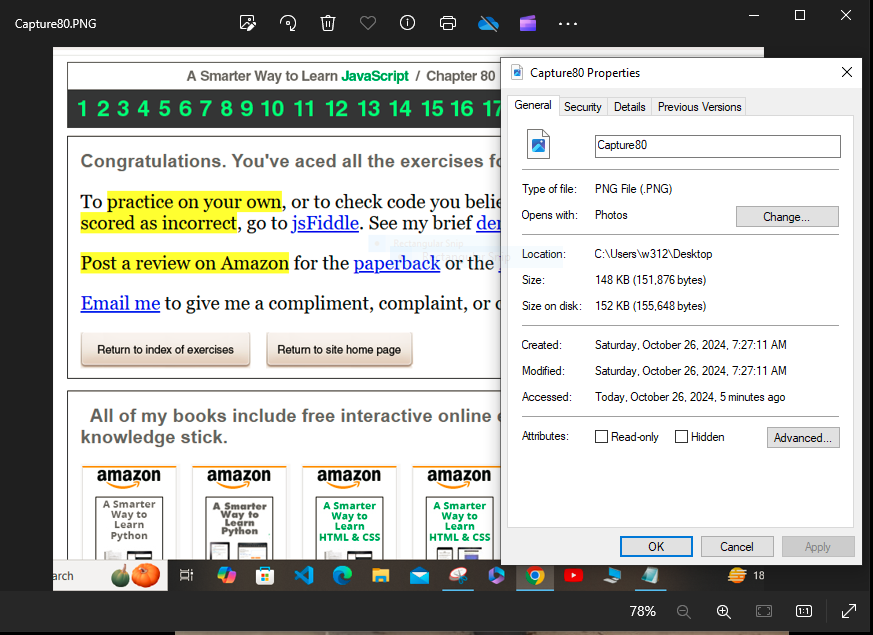 Capture80.PNG
A Smarter Way to Learn JavaScript / Chapter 80
1 2 3 4 5 6 7 8 9 10 11 12 13 14 15 16 17
Congratulations. You've aced all the exercises fo
To practice on your own, or to check code you belie
scored as incorrect, go to jsFiddle. See my brief der
Rectangular Snip
Post a review on Amazon for the paperback or the
Email me to give me a compliment, complaint, or c
Return to index of exercises
Return to site home page
All of my books include free interactive online e
knowledge stick.
amazon
A Smarter
Way to
Learn
Python
amazon
A Smarter
Way to
Learn
Python
amazon
A Smarter
Way to
Learn
HTML & CSS
amazon
A Smarter
Way to
Learn
HTML & CSS
arch
18
Capture80 Properties
General Security Details Previous Versions
Capture80
Type of file: PNG File (.PNG)
Opens with: Photos Change...
Location: C:\Users\w312\Desktop
Size: 148 KB (151,876 bytes)
Size on disk: 152 KB (155,648 bytes)
Created: Saturday, October 26, 2024, 7:27:11 AM
Modified: Saturday, October 26, 2024, 7:27:11 AM
Accessed: Today, October 26, 2024, 5 minutes ago
Attributes: Read-only Hidden Advanced...
OK Cancel Apply
78% 1:1